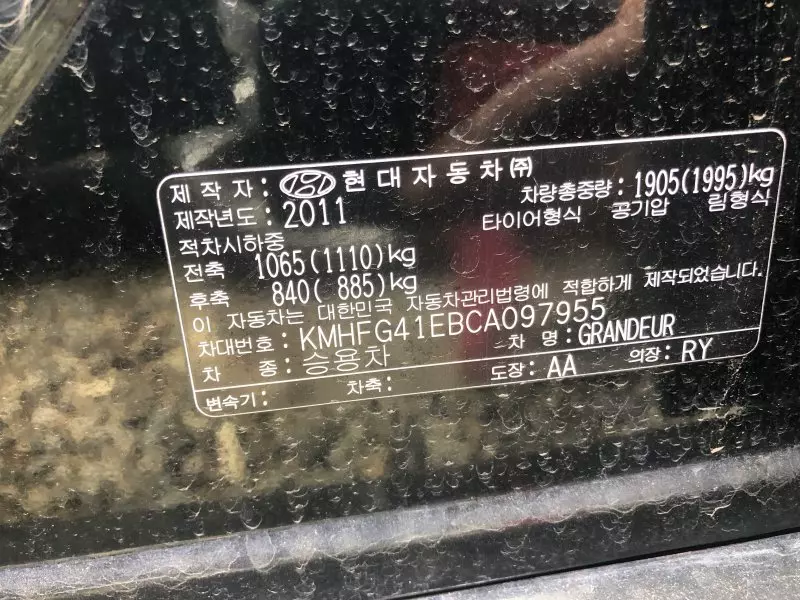 제작자: 현대자동차㈜ 차량총중량: 1905(1995)kg
제작년도: 2011 타이어형식 공기압 림형식
적차시하중
전축 1065(1110)kg
후축 840( 885)kg
이 자동차는 대한민국 자동차관리법령에 적합하게 제작되었습니다.
차대번호: KMHFG41EBCA097955 차 명: GRANDEUR
차 종: 승용차
변속기: 차축: 도장: AA 의장: RY